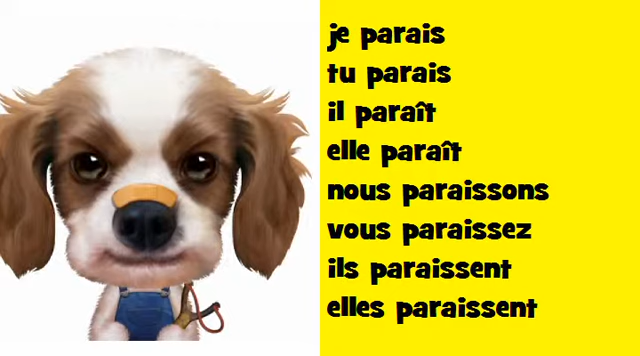 je parais
tu parais
il paraît
elle paraît
nous paraissons
vous paraissez
ils paraissent
elles paraissent